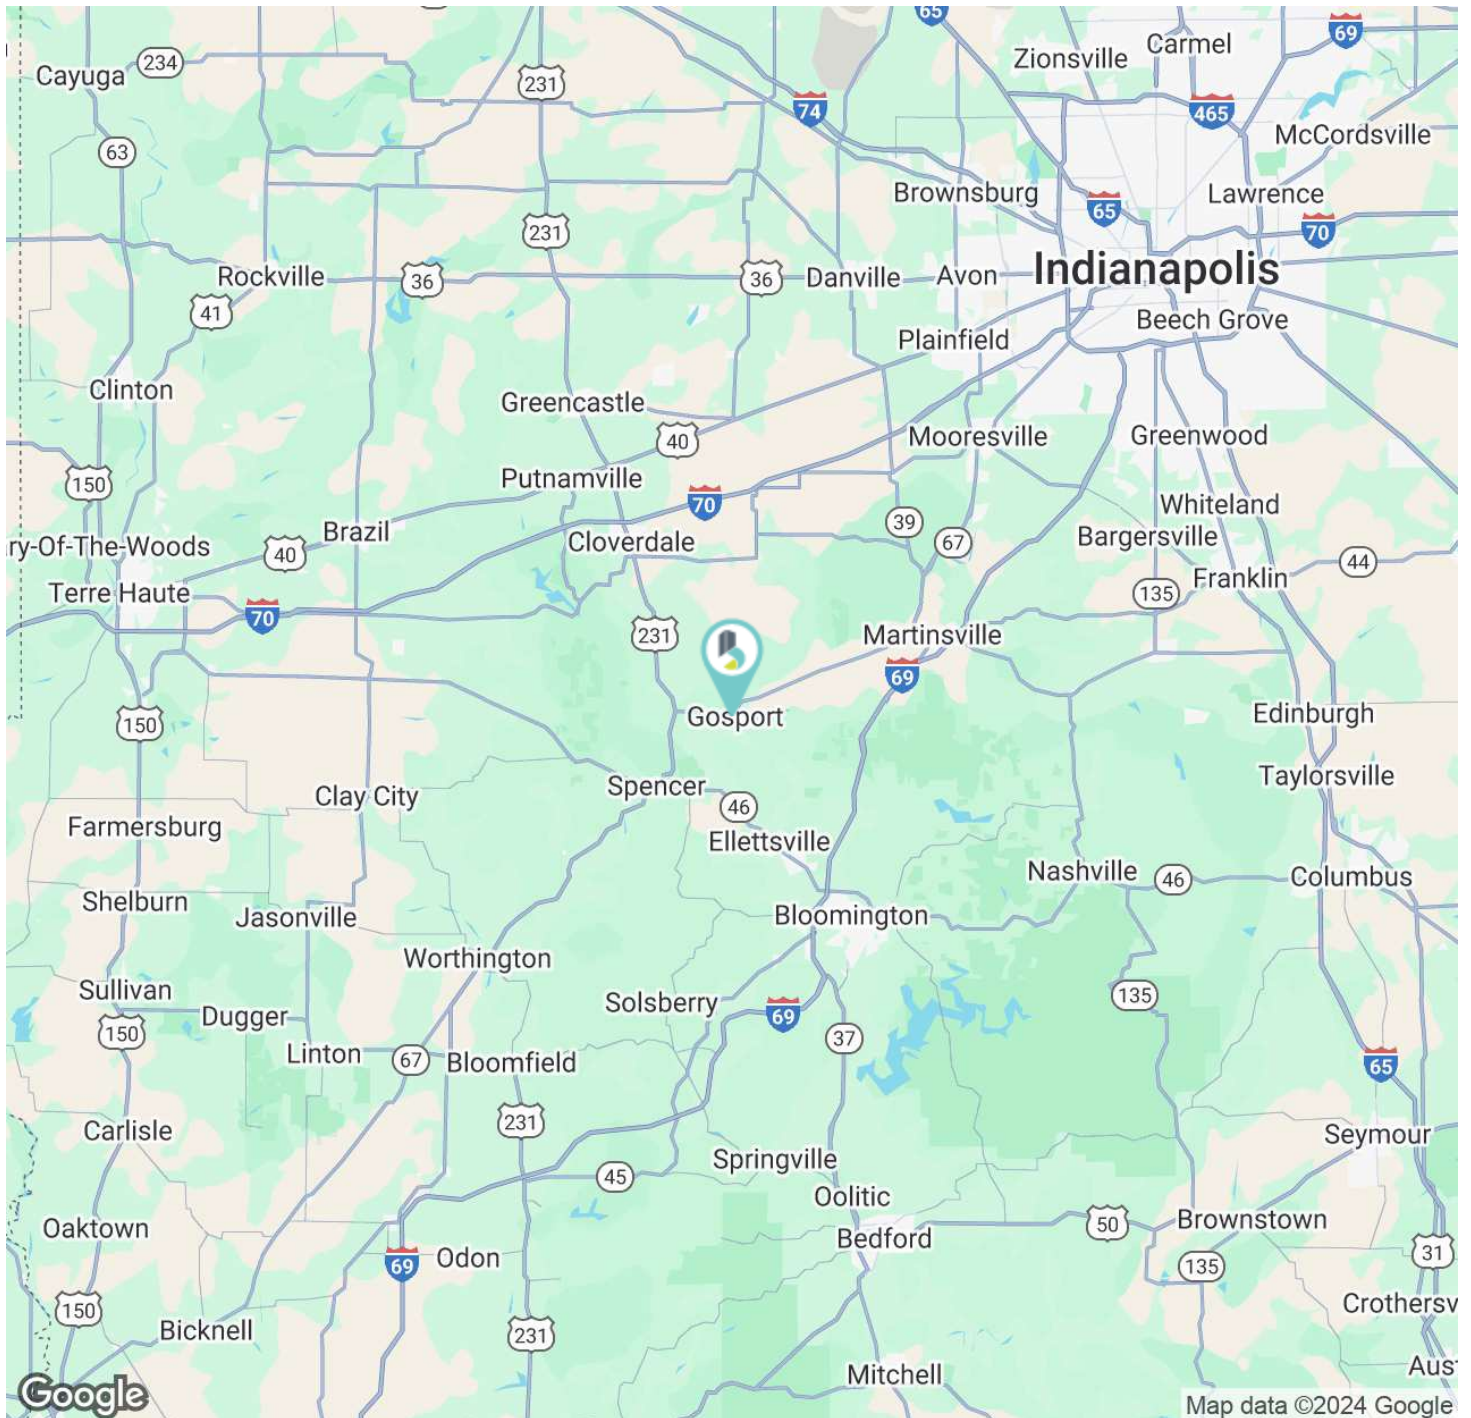 65
69
Carmel
Zionsville
Cayuga
234
231
74
465
McCordsville
63
Brownsburg
Lawrence
65
70
231
Rockville
36
36
Danville
Avon
Indianapolis
41
Beech Grove
Plainfield
Clinton
Greencastle
40
Mooresville
Greenwood
150
Putnamville
70
Whiteland
39
Brazil
Cloverdale
67
Bargersville
ry-Of-The-Woods
40
44
Franklin
Terre Haute
135
70
231
Martinsville
69
150
Gosport
Edinburgh
Spencer
Taylorsville
Clay City
46
Farmersburg
Ellettsville
Nashville
46
Columbus
Shelburn
Jasonville
Bloomington
Worthington
Sullivan
Solsberry
135
Dugger
69
150
37
Linton
67
Bloomfield
65
231
Carlisle
Seymour
Springville
45
Oolitic
Oaktown
50
Brownstown
Bedford
69
Odon
135
31
150
Crothersv
Bicknell
231
Mitchell
Aus
Google
Map data ©2024 Google